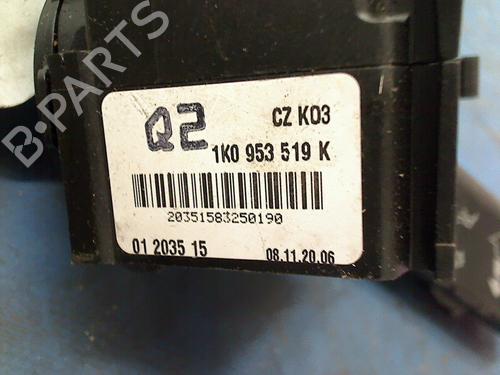 B-PARTS
Q2
CZ K03
1K0 953 519 K
20351583250190
01 2035 15
08.11.20.06